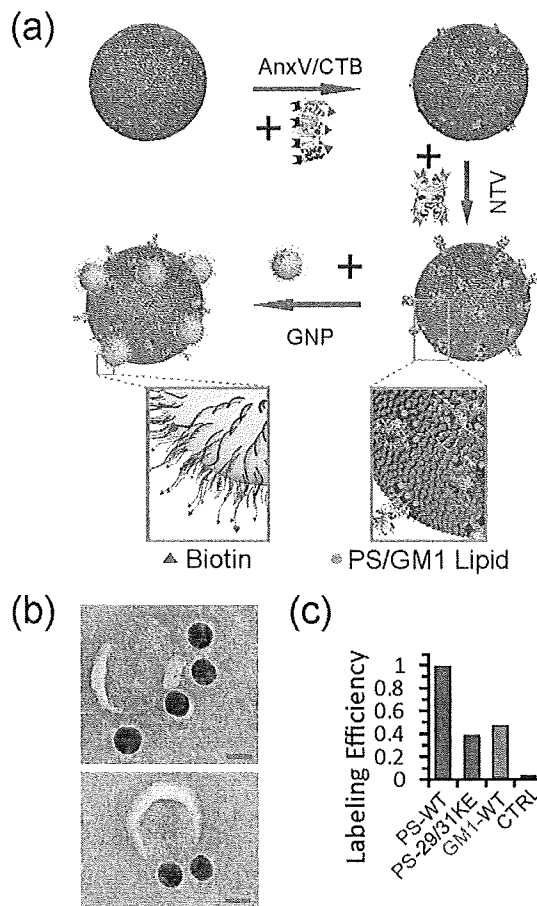 (a)
AnxV/CTB
+
+
NTV
+
GNP
Biotin
PS/GM1 Lipid
(b)
(c)
Labeling Efficiency
1
0.8
0.6
0.4
0.2
0
PS-WT
PS-29/31KE
GM1-WT
CTRL